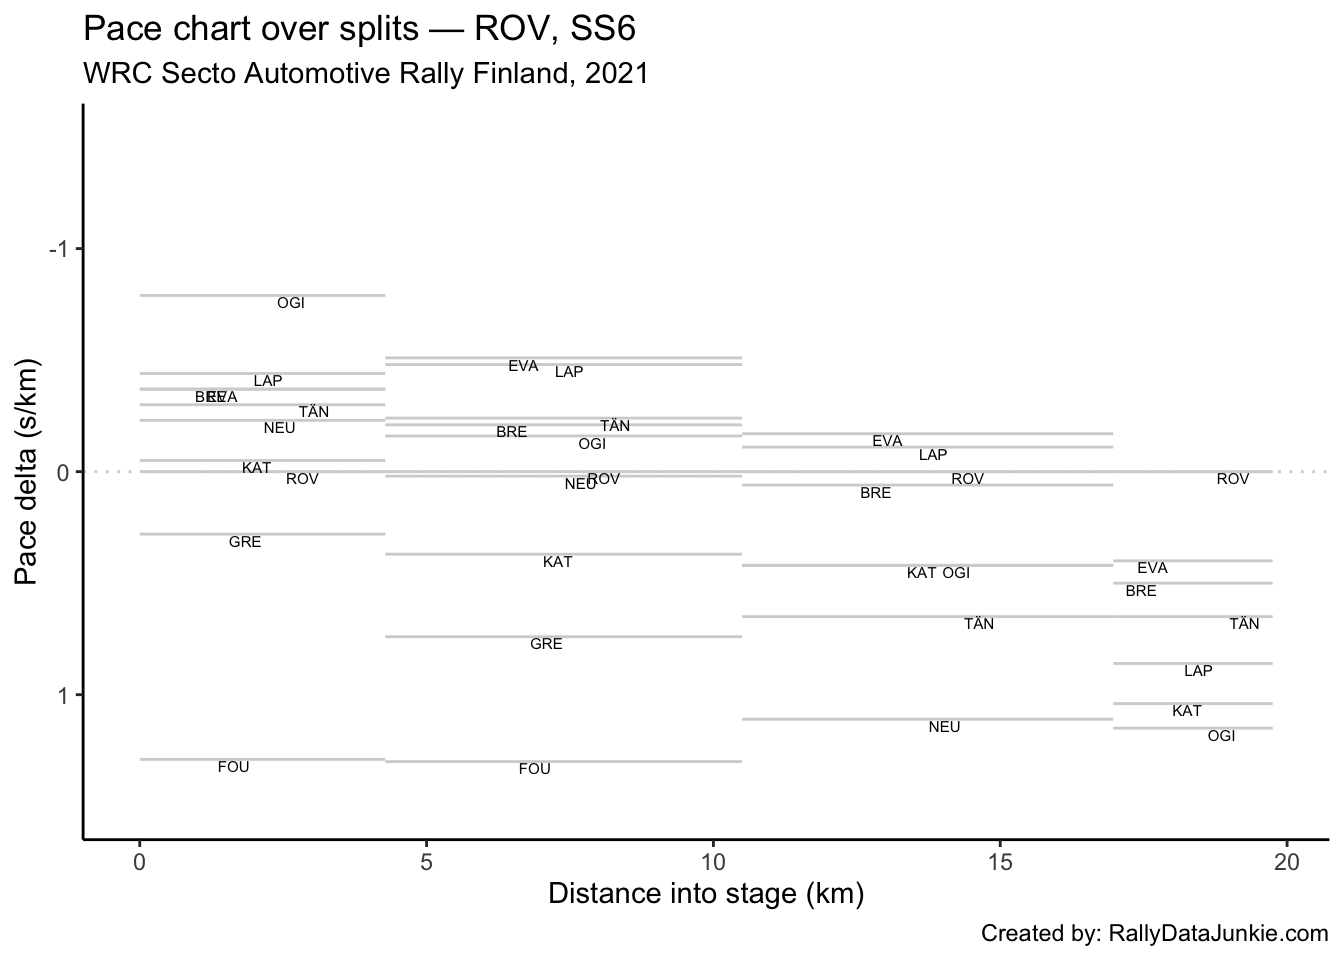 Pace chart over splits — ROV, SS6
WRC Secto Automotive Rally Finland, 2021
Pace delta (s/km)
-1
0
1
OGI
LAP
BRE EVA
TÄN
NEU
KAT
ROV
GRE
FOU
EVA
LAP
TÄN
BRE
OGI
ROV
NEU
KAT
GRE
FOU
EVA
LAP
ROV
BRE
KAT OGI
TÄN
NEU
ROV
EVA
BRE
TÄN
LAP
KAT
OGI
0 5 10 15 20
Distance into stage (km)
Created by: RallyDataJunkie.com